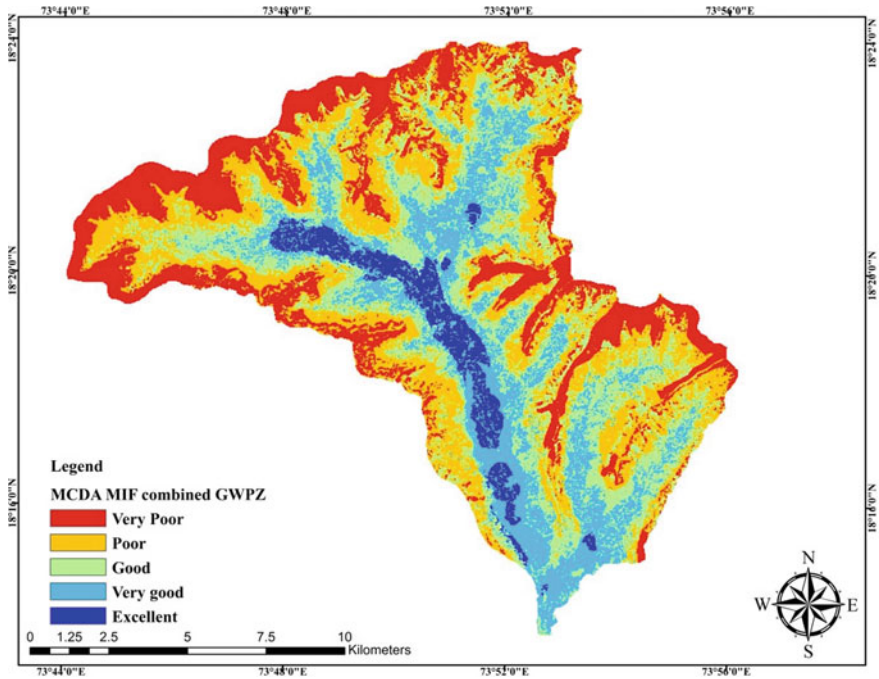 73°44'0"E 73°48'0"E 73°52'0"E 73°56'0"E
18°24'0"N 18°24'0"N
18°20'0"N 18°20'0"N
18°16'0"N 18°16'0"N
Legend
MCDA MIF combined GWPZ
Very Poor
Poor
Good
Very good
Excellent
0 1.25 2.5 5 7.5 10
Kilometers
N
W E
S
73°44'0"E 73°48'0"E 73°52'0"E 73°56'0"E